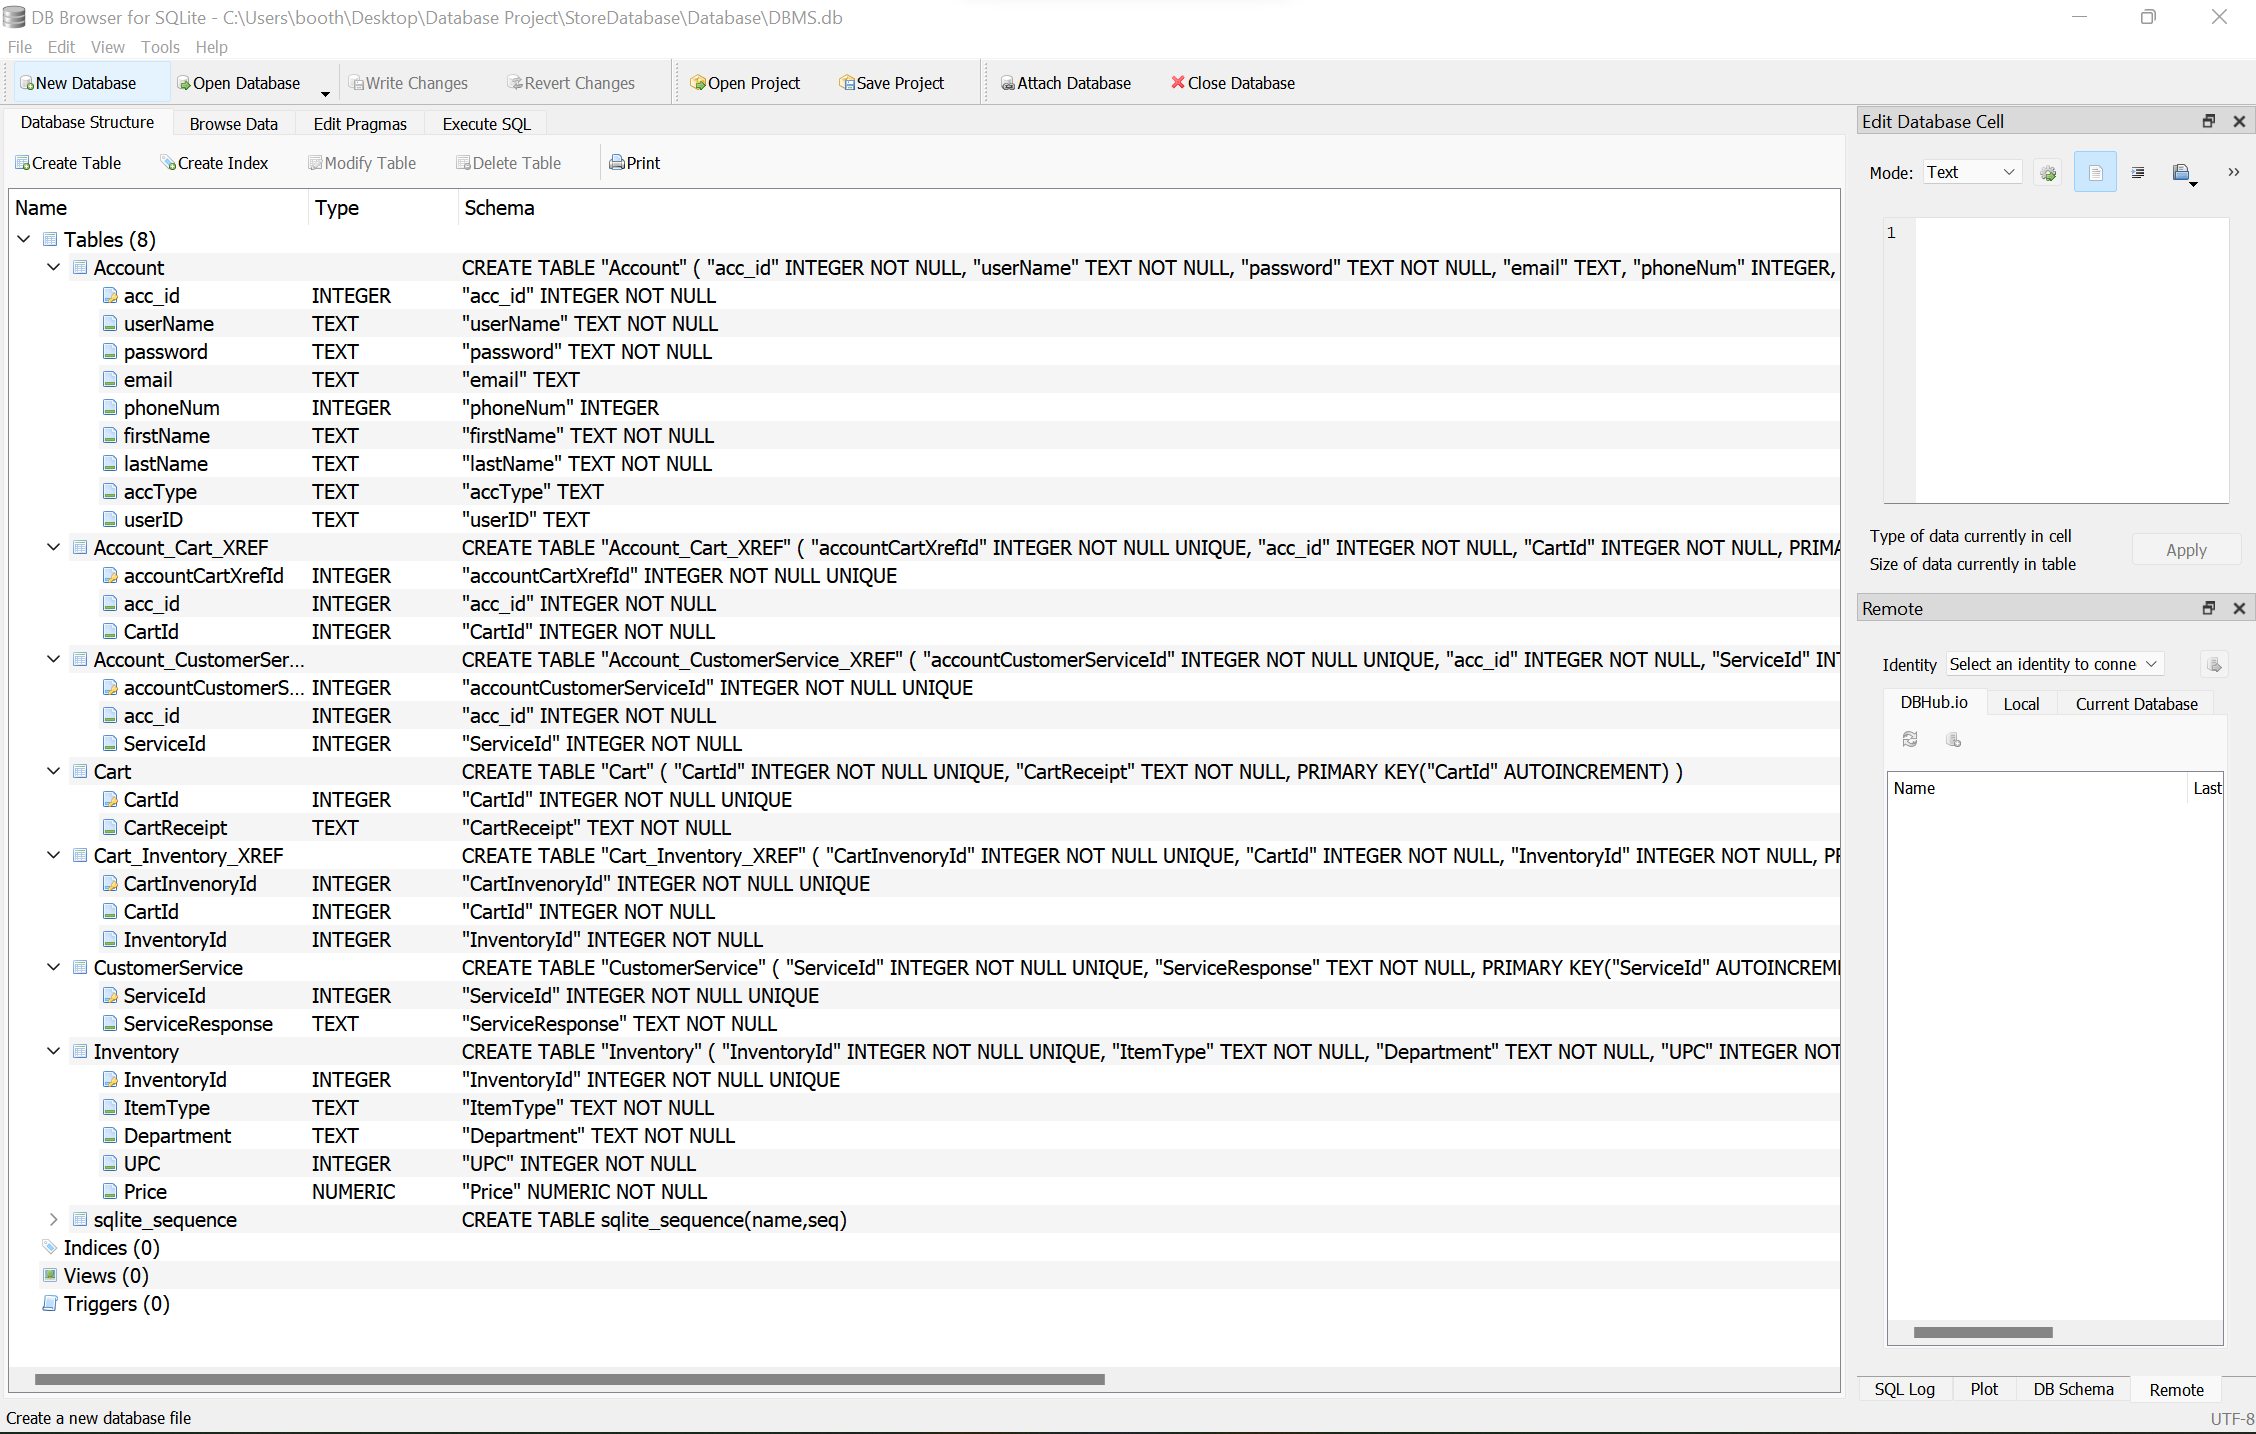 DB Browser for SQLite - C:\Users\booth\Desktop\Database Project\StoreDatabase\Database\DBMS.db
File Edit View Tools Help
New Database Open Database Write Changes Revert Changes Open Project Save Project Attach Database Close Database
Database Structure Browse Data Edit Pragmas Execute SQL
Create Table Create Index Modify Table Delete Table Print
Name Type Schema
Tables (8)
Account CREATE TABLE "Account" ( "acc_id" INTEGER NOT NULL, "userName" TEXT NOT NULL, "password" TEXT NOT NULL, "email" TEXT, "phoneNum" INTEGER,
acc_id INTEGER "acc_id" INTEGER NOT NULL
userName TEXT "userName" TEXT NOT NULL
password TEXT "password" TEXT NOT NULL
email TEXT "email" TEXT
phoneNum INTEGER "phoneNum" INTEGER
firstName TEXT "firstName" TEXT NOT NULL
lastName TEXT "lastName" TEXT NOT NULL
accType TEXT "accType" TEXT
userID TEXT "userID" TEXT
Account_Cart_XREF CREATE TABLE "Account_Cart_XREF" ( "accountCartXrefId" INTEGER NOT NULL UNIQUE, "acc_id" INTEGER NOT NULL, "CartId" INTEGER NOT NULL, PRIMA
accountCartXrefId INTEGER "accountCartXrefId" INTEGER NOT NULL UNIQUE
acc_id INTEGER "acc_id" INTEGER NOT NULL
CartId INTEGER "CartId" INTEGER NOT NULL
Account_CustomerSer... CREATE TABLE "Account_CustomerService_XREF" ( "accountCustomerServiceId" INTEGER NOT NULL UNIQUE, "acc_id" INTEGER NOT NULL, "ServiceId" INT
accountCustomerS... INTEGER "accountCustomerServiceId" INTEGER NOT NULL UNIQUE
acc_id INTEGER "acc_id" INTEGER NOT NULL
ServiceId INTEGER "ServiceId" INTEGER NOT NULL
Cart CREATE TABLE "Cart" ( "CartId" INTEGER NOT NULL UNIQUE, "CartReceipt" TEXT NOT NULL, PRIMARY KEY("CartId" AUTOINCREMENT) )
CartId INTEGER "CartId" INTEGER NOT NULL UNIQUE
CartReceipt TEXT "CartReceipt" TEXT NOT NULL
Cart_Inventory_XREF CREATE TABLE "Cart_Inventory_XREF" ( "CartInvenoryId" INTEGER NOT NULL UNIQUE, "CartId" INTEGER NOT NULL, "InventoryId" INTEGER NOT NULL, PR
CartInvenoryId INTEGER "CartInvenoryId" INTEGER NOT NULL UNIQUE
CartId INTEGER "CartId" INTEGER NOT NULL
InventoryId INTEGER "InventoryId" INTEGER NOT NULL
CustomerService CREATE TABLE "CustomerService" ( "ServiceId" INTEGER NOT NULL UNIQUE, "ServiceResponse" TEXT NOT NULL, PRIMARY KEY("ServiceId" AUTOINCREMI
ServiceId INTEGER "ServiceId" INTEGER NOT NULL UNIQUE
ServiceResponse TEXT "ServiceResponse" TEXT NOT NULL
Inventory CREATE TABLE "Inventory" ( "InventoryId" INTEGER NOT NULL UNIQUE, "ItemType" TEXT NOT NULL, "Department" TEXT NOT NULL, "UPC" INTEGER NOT
InventoryId INTEGER "InventoryId" INTEGER NOT NULL UNIQUE
ItemType TEXT "ItemType" TEXT NOT NULL
Department TEXT "Department" TEXT NOT NULL
UPC INTEGER "UPC" INTEGER NOT NULL
Price NUMERIC "Price" NUMERIC NOT NULL
sqlite_sequence CREATE TABLE sqlite_sequence(name,seq)
Indices (0)
Views (0)
Triggers (0)
Create a new database file
Edit Database Cell
Mode: Text »
1
Type of data currently in cell
Size of data currently in table
Apply
Remote
Identity Select an identity to conne
DBHub.io Local Current Database
Name Last
SQL Log Plot DB Schema Remote
UTF-8